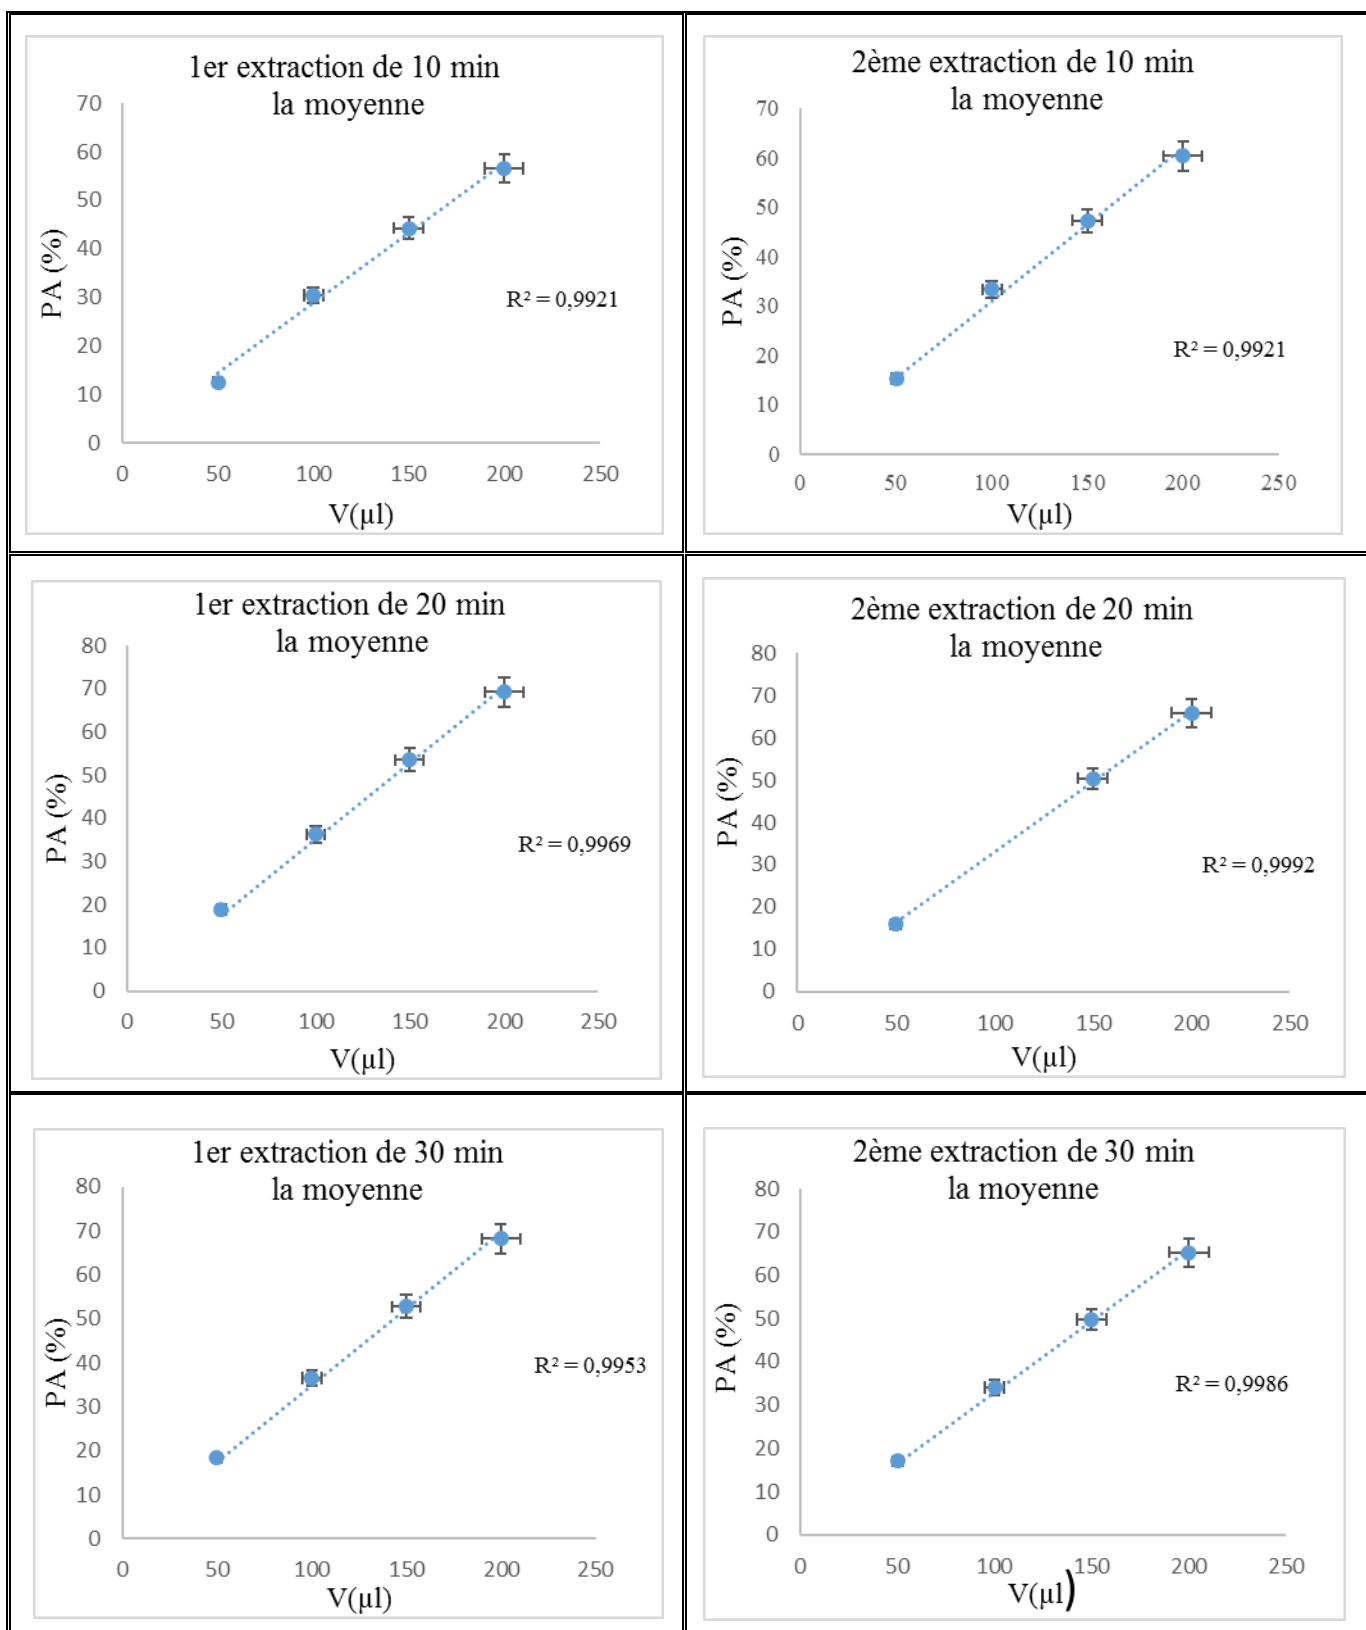 1er extraction de 10 min
la moyenne
70
60
50
40
30
20
10
0
PA (%)
R² = 0,9921
0 50 100 150 200 250
V(µl)
2ème extraction de 10 min
la moyenne
70
60
50
40
30
20
10
0
PA (%)
R² = 0,9921
0 50 100 150 200 250
V(µl)
1er extraction de 20 min
la moyenne
80
70
60
50
40
30
20
10
0
PA (%)
R² = 0,9969
0 50 100 150 200 250
V(µl)
2ème extraction de 20 min
la moyenne
80
70
60
50
40
30
20
10
0
PA (%)
R² = 0,9992
0 50 100 150 200 250
V(µl)
1er extraction de 30 min
la moyenne
80
70
60
50
40
30
20
10
0
PA (%)
R² = 0,9953
0 50 100 150 200 250
V(µl)
2ème extraction de 30 min
la moyenne
80
70
60
50
40
30
20
10
0
PA (%)
R² = 0,9986
0 50 100 150 200 250
V(µl)